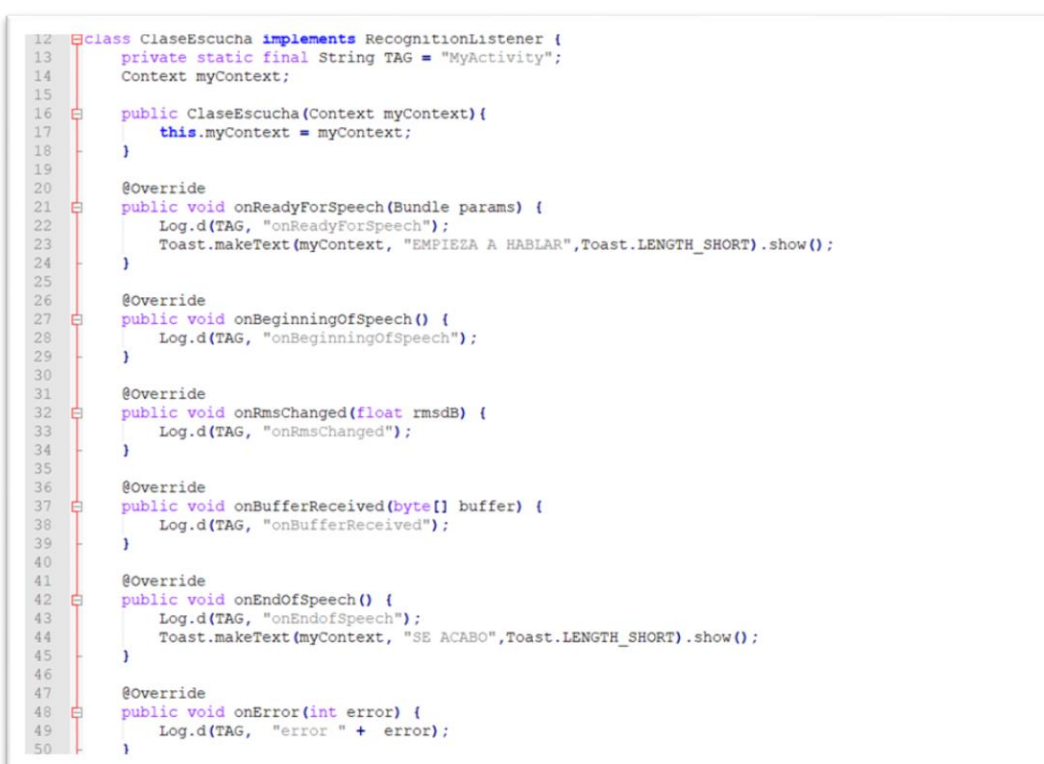 12 class ClaseEscucha implements RecognitionListener {
13 private static final String TAG = "MyActivity";
14 Context myContext;
15
16 public ClaseEscucha(Context myContext){
17 this.myContext = myContext;
18 }
19
20 @Override
21 public void onReadyForSpeech(Bundle params) {
22 Log.d(TAG, "onReadyForSpeech");
23 Toast.makeText(myContext, "EMPIEZA A HABLAR",Toast.LENGTH_SHORT).show();
24 }
25
26 @Override
27 public void onBeginningOfSpeech() {
28 Log.d(TAG, "onBeginningOfSpeech");
29 }
30
31 @Override
32 public void onRmsChanged(float rmsdB) {
33 Log.d(TAG, "onRmsChanged");
34 }
35
36 @Override
37 public void onBufferReceived(byte[] buffer) {
38 Log.d(TAG, "onBufferReceived");
39 }
40
41 @Override
42 public void onEndOfSpeech() {
43 Log.d(TAG, "onEndofSpeech");
44 Toast.makeText(myContext, "SE ACABO",Toast.LENGTH_SHORT).show();
45 }
46
47 @Override
48 public void onError(int error) {
49 Log.d(TAG, "error " + error);
50 }